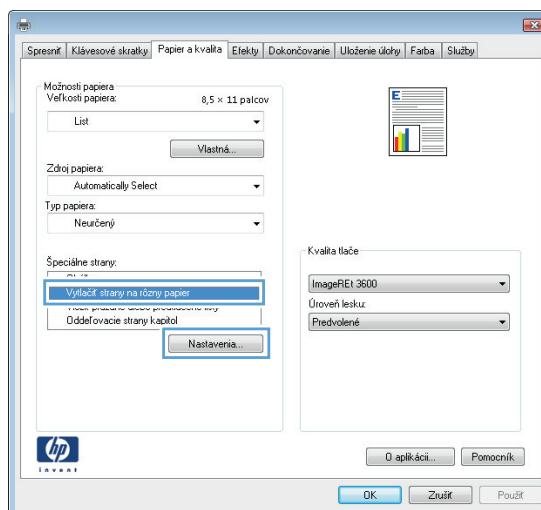 Spresniť Klávesové skratky Papier a kvalita Efekty Dokončovanie Uloženie úlohy Farba Služby
Možnosti papiera
Veľkosti papiera: 8,5 × 11 palcov
List
Vlastná...
Zdroj papiera:
Automatically Select
Typ papiera:
Neurčený
Špeciálne strany:
Vytlačiť strany na rôzny papier
Oddeľovacie strany kapitol
Nastavenia...
E
Kvalita tlače
ImageREt 3600
Úroveň lesku:
Predvolené
hp
invent
O aplikácii... Pomocník
OK Zrušiť Použiť